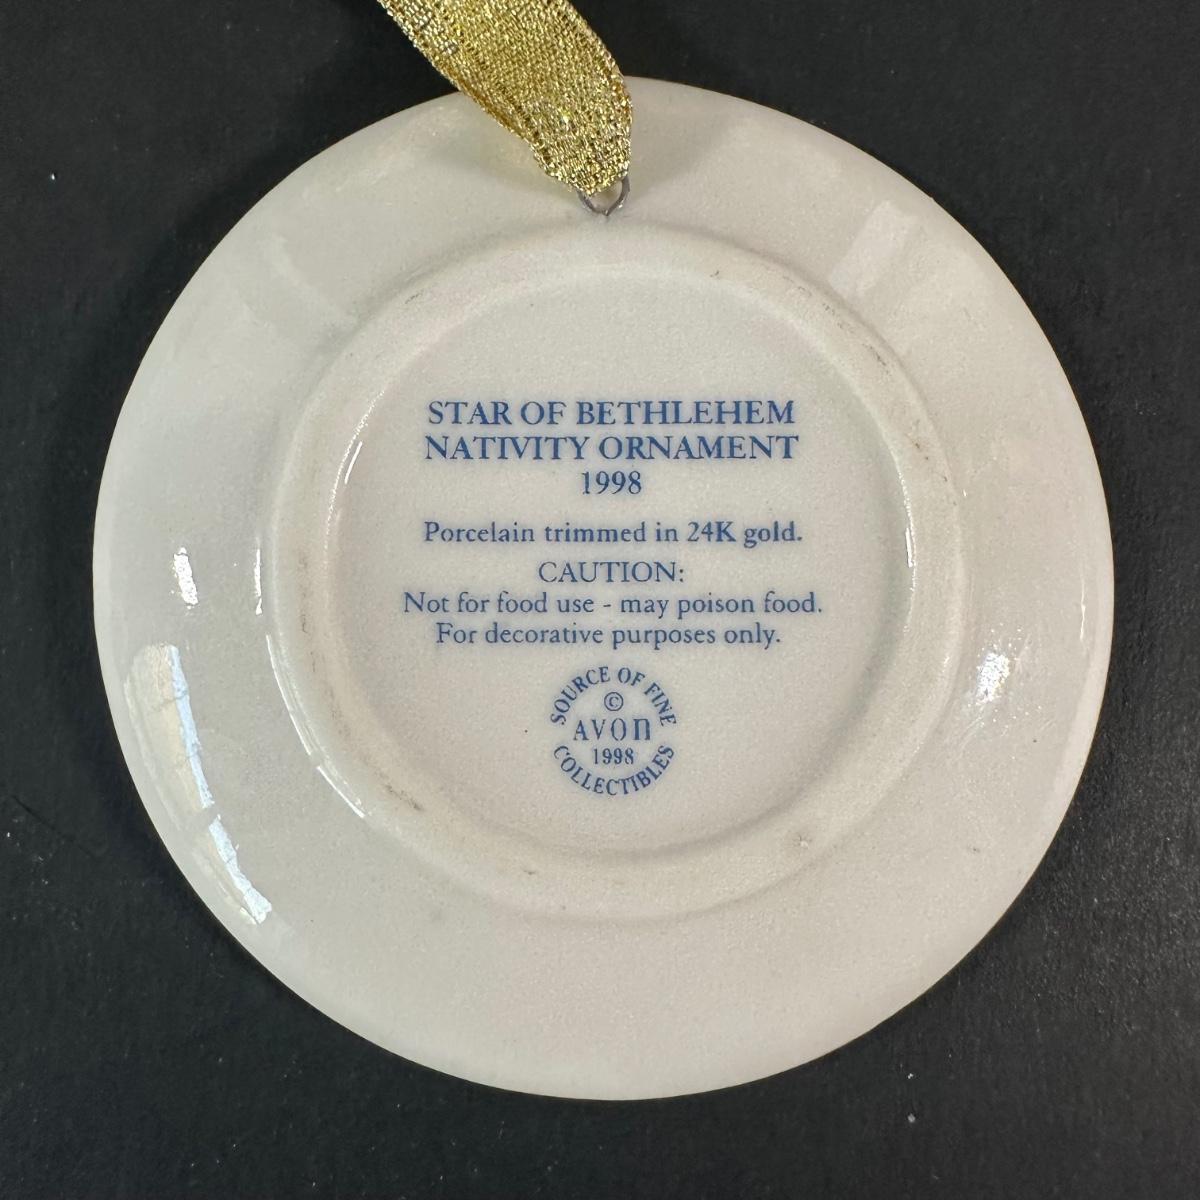 STAR OF BETHLEHEM
NATIVITY ORNAMENT
1998
Porcelain trimmed in 24K gold.
CAUTION:
Not for food use - may poison food.
For decorative purposes only.
SOURCE OF FINE
©
AVON
1998
COLLECTIBLES